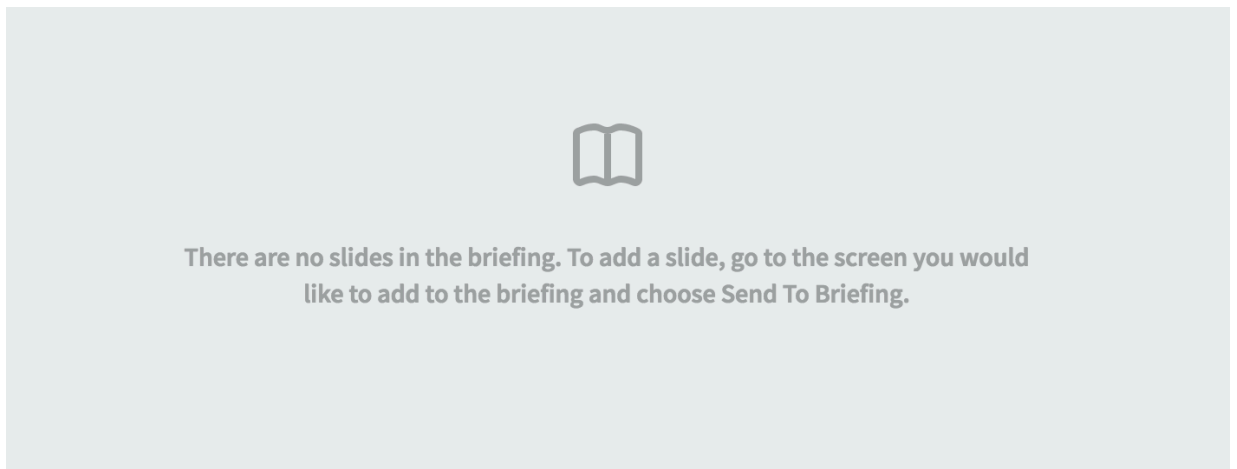 There are no slides in the briefing. To add a slide, go to the screen you would
like to add to the briefing and choose Send To Briefing.